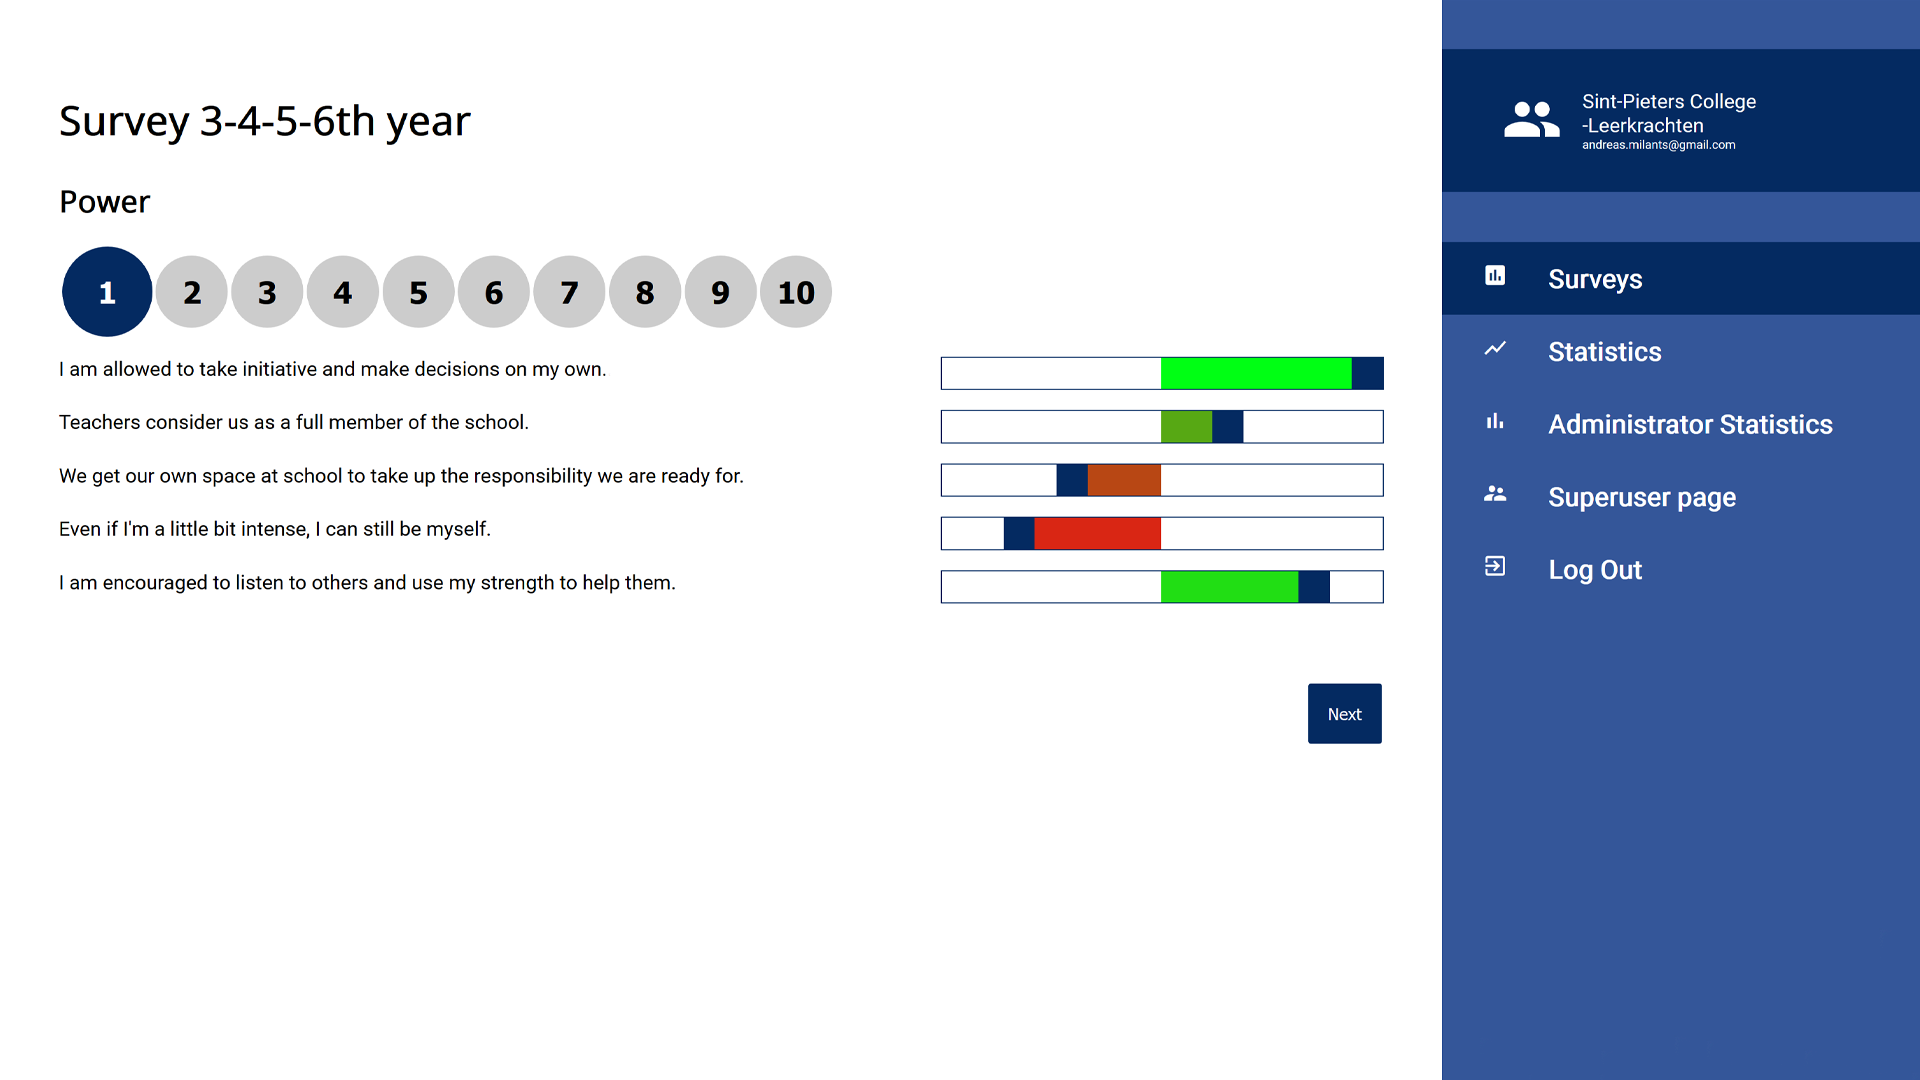 Survey 3-4-5-6th year
Power
1 2 3 4 5 6 7 8 9 10
I am allowed to take initiative and make decisions on my own.
Teachers consider us as a full member of the school.
We get our own space at school to take up the responsibility we are ready for.
Even if I'm a little bit intense, I can still be myself.
I am encouraged to listen to others and use my strength to help them.
Next
Sint-Pieters College
-Leerkrachten
andreas.milants@gmail.com
Surveys
Statistics
Administrator Statistics
Superuser page
Log Out